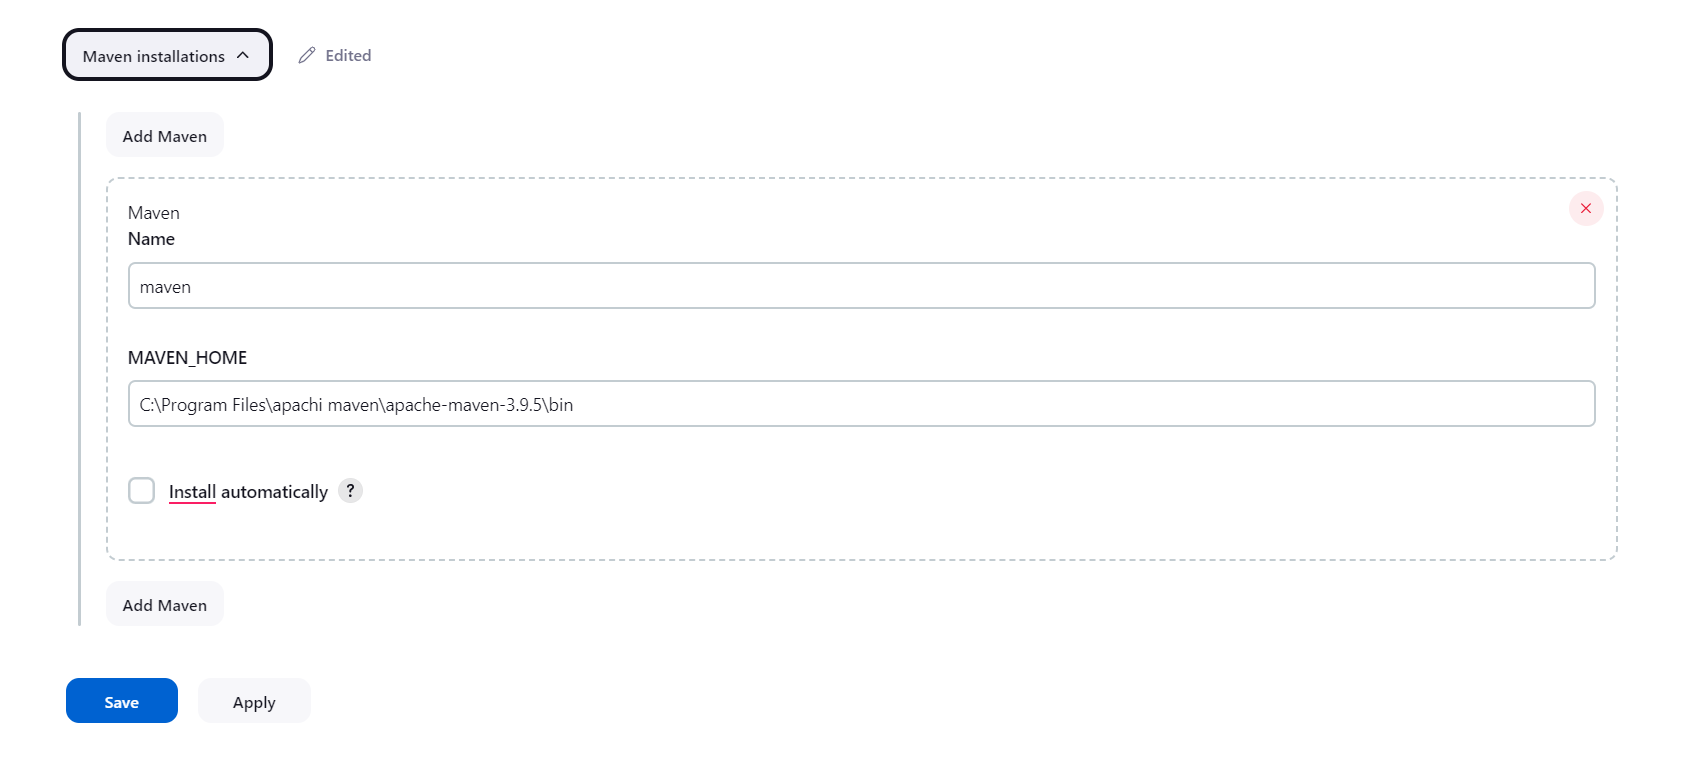 Maven installations
Edited
Add Maven
Maven
Name
maven
MAVEN_HOME
C:\Program Files\apachi maven\apache-maven-3.9.5\bin
Install automatically ?
Add Maven
Save
Apply